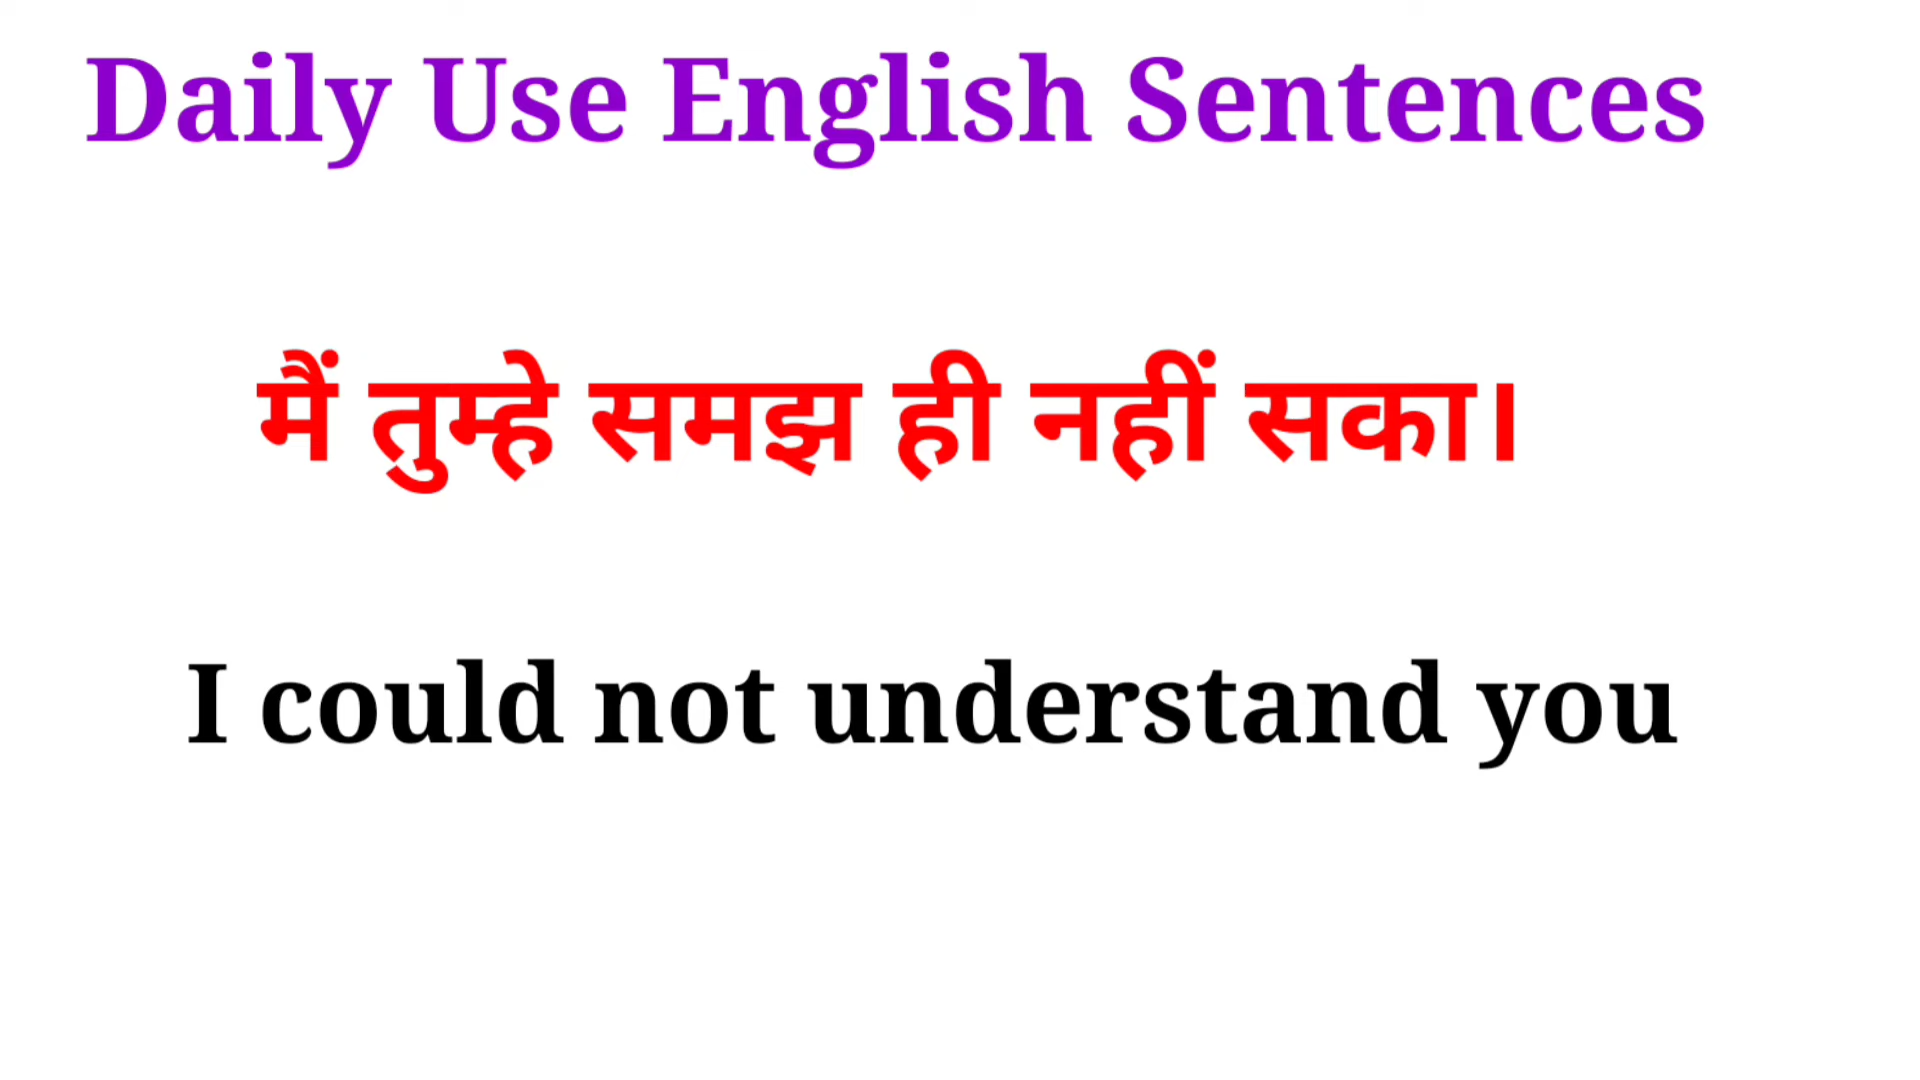 Daily Use English Sentences
मैं तुम्हे समझ ही नहीं सका।
I could not understand you